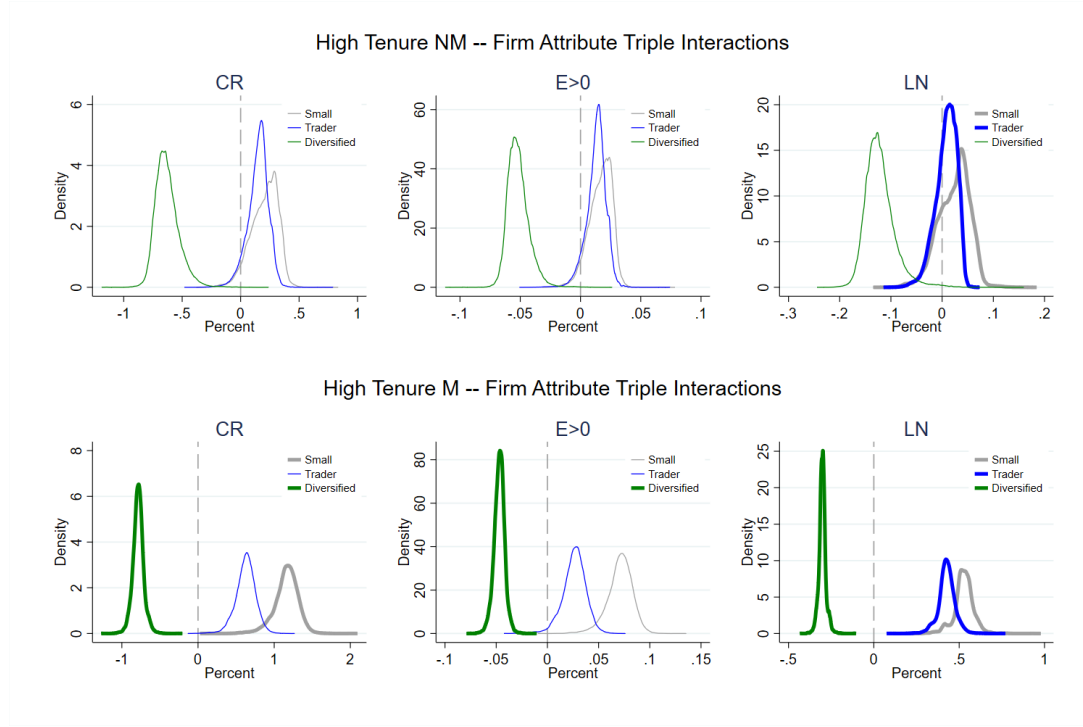 High Tenure NM -- Firm Attribute Triple Interactions
CR
E>0
LN
Density
0
2
4
6
-1
-.5
0
.5
1
Percent
Small
Trader
Diversified
Density
0
20
40
60
-.1
-.05
0
.05
.1
Percent
Small
Trader
Diversified
Density
0
5
10
15
20
-.3
-.2
-.1
0
.1
.2
Percent
Small
Trader
Diversified
High Tenure M -- Firm Attribute Triple Interactions
CR
E>0
LN
Density
0
2
4
6
8
-1
0
1
2
Percent
Small
Trader
Diversified
Density
0
20
40
60
80
-.1
-.05
0
.05
.1
.15
Percent
Small
Trader
Diversified
Density
0
5
10
15
20
25
-.5
0
.5
1
Percent
Small
Trader
Diversified